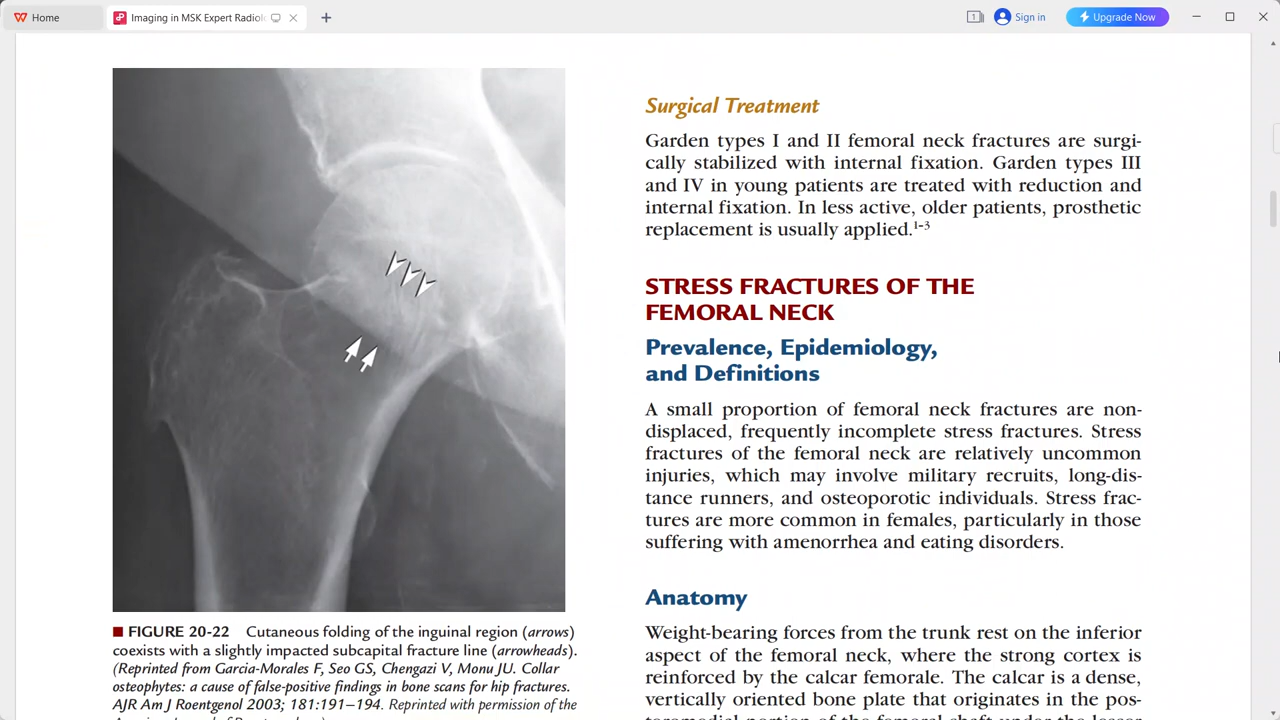 Home
Imaging in MSK Expert Radiol
1
Sign in
Upgrade Now
Surgical Treatment
Garden types I and II femoral neck fractures are surgi-
cally stabilized with internal fixation. Garden types III
and IV in young patients are treated with reduction and
internal fixation. In less active, older patients, prosthetic
replacement is usually applied.1-3
STRESS FRACTURES OF THE
FEMORAL NECK
Prevalence, Epidemiology,
and Definitions
A small proportion of femoral neck fractures are non-
displaced, frequently incomplete stress fractures. Stress
fractures of the femoral neck are relatively uncommon
injuries, which may involve military recruits, long-dis-
tance runners, and osteoporotic individuals. Stress frac-
tures are more common in females, particularly in those
suffering with amenorrhea and eating disorders.
Anatomy
Weight-bearing forces from the trunk rest on the inferior
aspect of the femoral neck, where the strong cortex is
reinforced by the calcar femorale. The calcar is a dense,
vertically oriented bone plate that originates in the pos-
teromedial portion of the femoral shaft under the lesser
FIGURE 20-22 Cutaneous folding of the inguinal region (arrows)
coexists with a slightly impacted subcapital fracture line (arrowheads).
(Reprinted from Garcia-Morales F, Seo GS, Chengazi V, Monu JU. Collar
osteophytes: a cause of false-positive findings in bone scans for hip fractures.
AJR Am J Roentgenol 2003; 181:191–194. Reprinted with permission of the